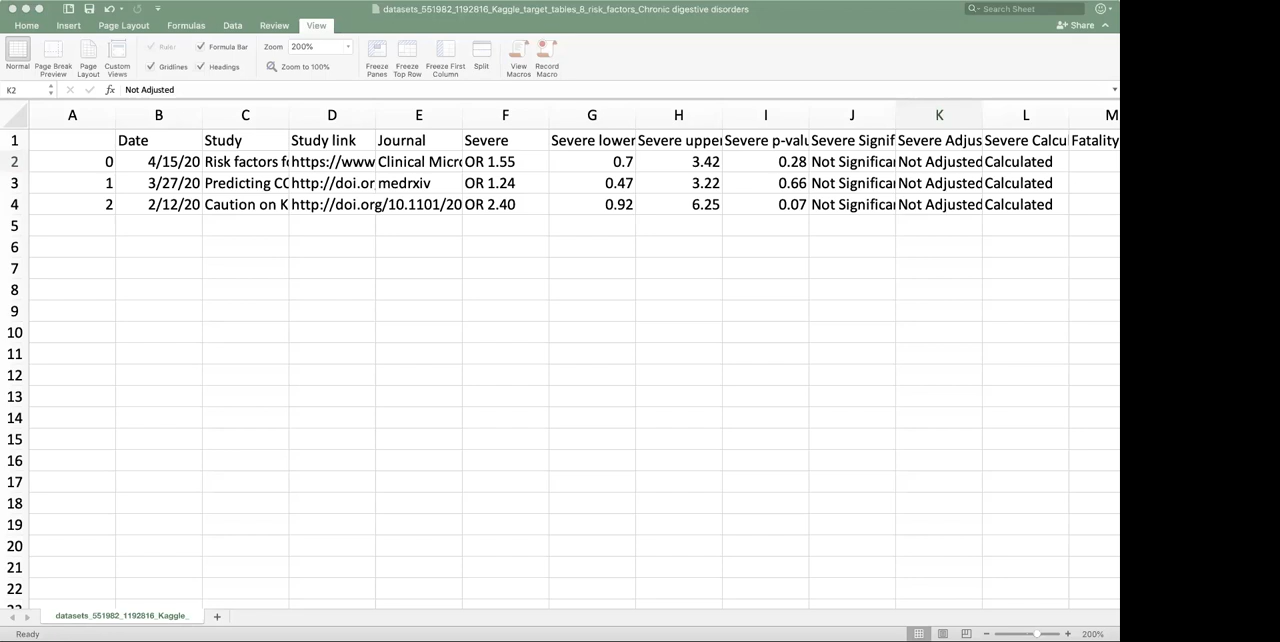 datasets_551982_1192816_Kaggle_target_tables_8_risk_factors_Chronic digestive disorders
Search Sheet
Home Insert Page Layout Formulas Data Review View
Share
Normal Page Break Preview Page Layout Custom Views Ruler Formula Bar Gridlines Headings Zoom 200% Zoom to 100% Freeze Panes Freeze Top Row Freeze First Column Split View Macros Record Macro
K2 fx Not Adjusted
A B C D E F G H I J K L M
1 Date Study Study link Journal Severe Severe lower Severe upper Severe p-valu Severe Signif Severe Adjus Severe Calcu Fatality
2 0 4/15/20 Risk factors f https://www Clinical Micro OR 1.55 0.7 3.42 0.28 Not Significan Not Adjusted Calculated
3 1 3/27/20 Predicting CO http://doi.or medrxiv OR 1.24 0.47 3.22 0.66 Not Significan Not Adjusted Calculated
4 2 2/12/20 Caution on K http://doi.org/10.1101/20 OR 2.40 0.92 6.25 0.07 Not Significan Not Adjusted Calculated
5
6
7
8
9
10
11
12
13
14
15
16
17
18
19
20
21
22
datasets_551982_1192816_Kaggle_ +
Ready 200%